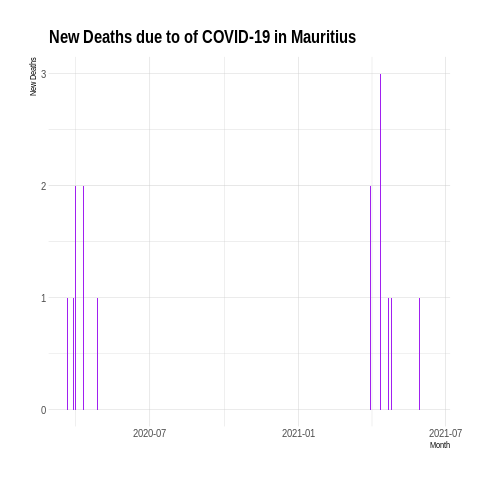 New Deaths due to of COVID-19 in Mauritius
New Deaths
3
2
1
0
2020-07
2021-01
2021-07
Month